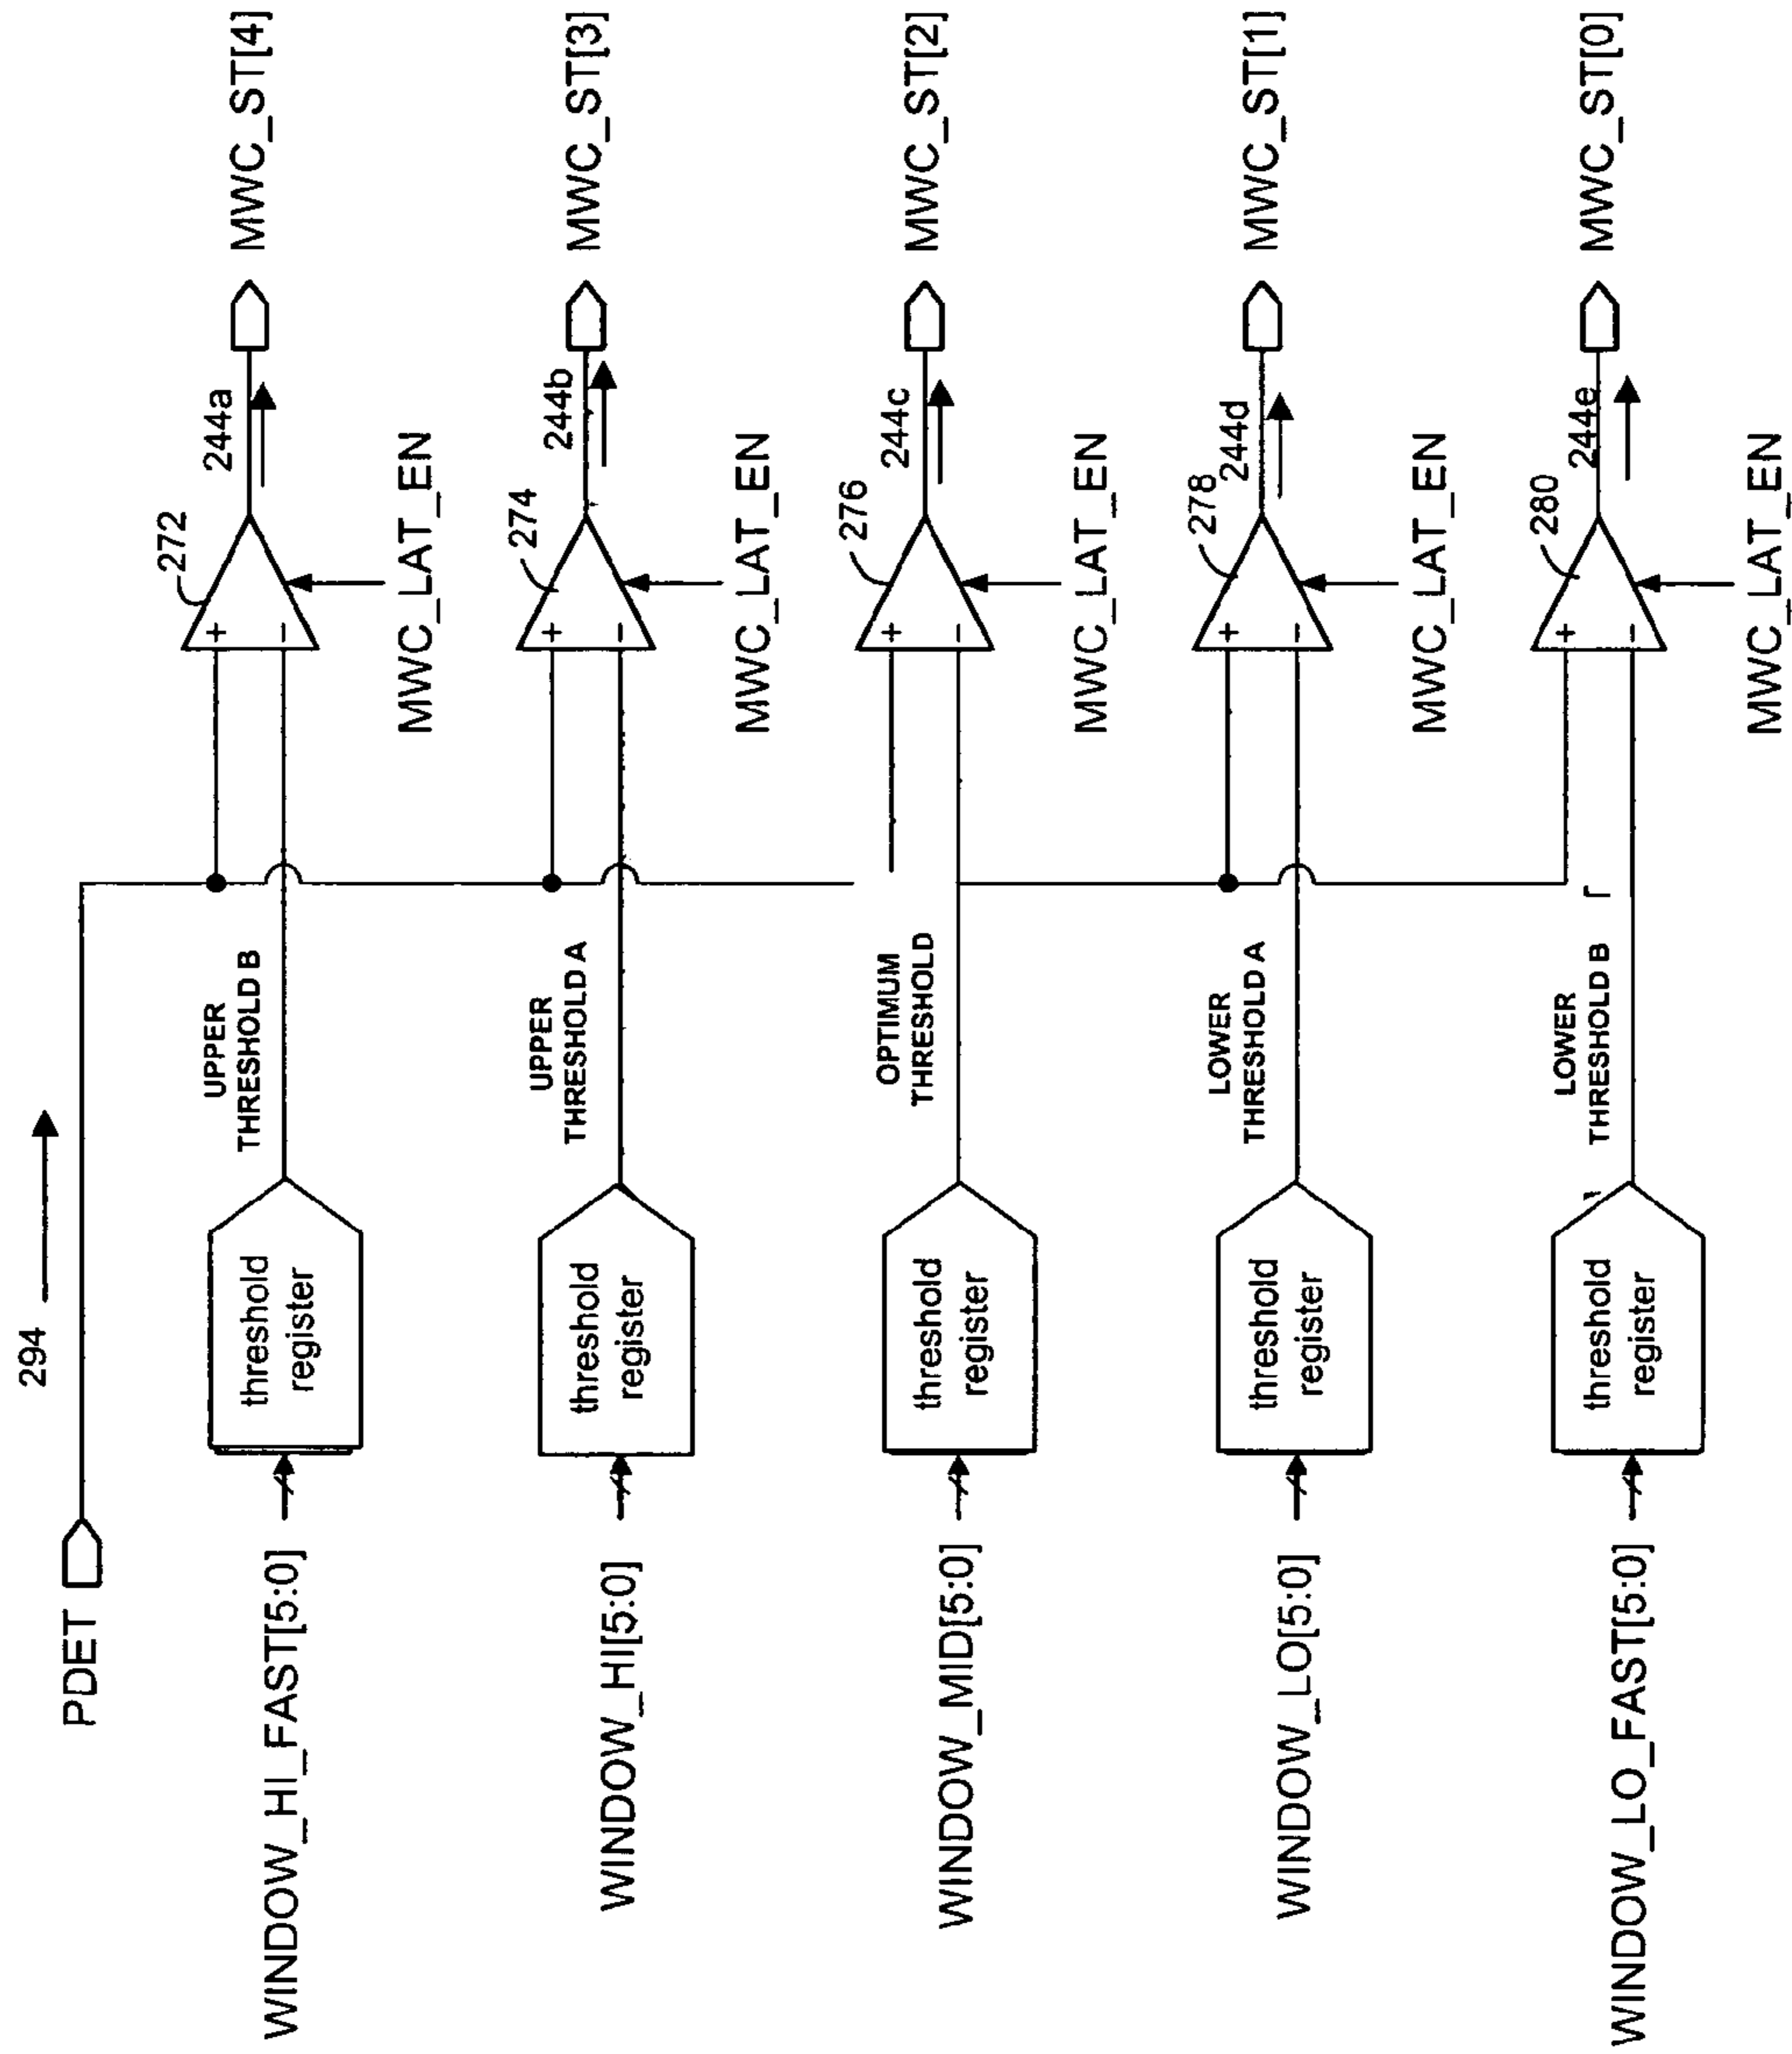 294
PDET
WINDOW_HI_FAST[5:0]
threshold
register
UPPER
THRESHOLD B
+
−
272
244a
MWC_ST[4]
MWC_LAT_EN
WINDOW_HI[5:0]
threshold
register
UPPER
THRESHOLD A
+
−
274
244b
MWC_ST[3]
MWC_LAT_EN
WINDOW_MID[5:0]
threshold
register
OPTIMUM
THRESHOLD
+
−
276
244c
MWC_ST[2]
MWC_LAT_EN
WINDOW_LO[5:0]
threshold
register
LOWER
THRESHOLD A
+
−
278
244d
MWC_ST[1]
MWC_LAT_EN
WINDOW_LO_FAST[5:0]
threshold
register
LOWER
THRESHOLD B
+
−
280
244e
MWC_ST[0]
MWC_LAT_EN